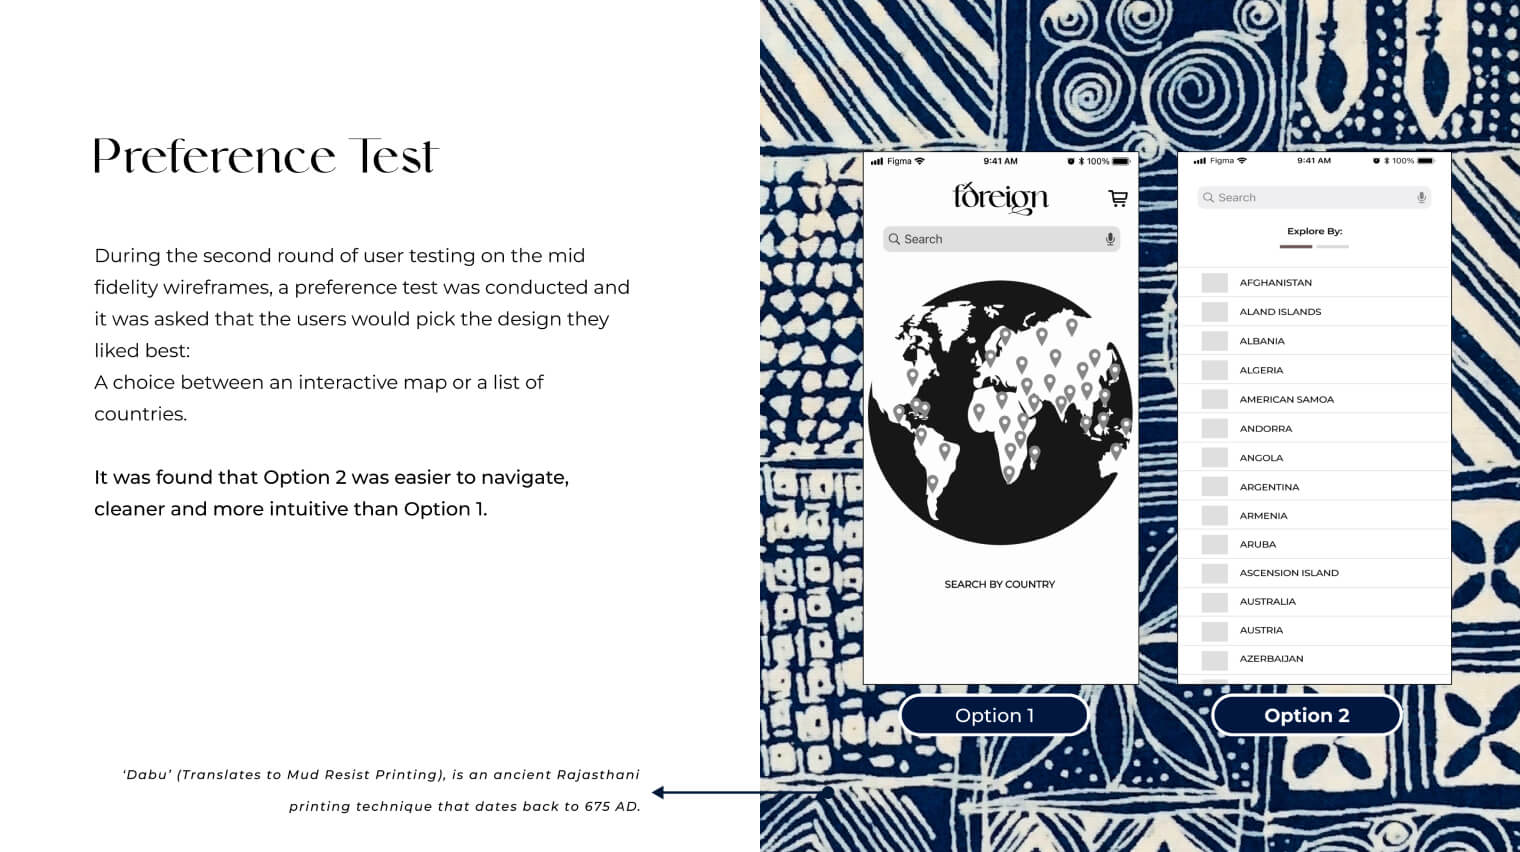 Preference Test
During the second round of user testing on the mid
fidelity wireframes, a preference test was conducted and
it was asked that the users would pick the design they
liked best:
A choice between an interactive map or a list of
countries.
It was found that Option 2 was easier to navigate,
cleaner and more intuitive than Option 1.
‘Dabu’ (Translates to Mud Resist Printing), is an ancient Rajasthani
printing technique that dates back to 675 AD.
Figma 9:41 AM 100%
foreign
Search
SEARCH BY COUNTRY
Option 1
Figma 9:41 AM 100%
Search
Explore By:
AFGHANISTAN
ALAND ISLANDS
ALBANIA
ALGERIA
AMERICAN SAMOA
ANDORRA
ANGOLA
ARGENTINA
ARMENIA
ARUBA
ASCENSION ISLAND
AUSTRALIA
AUSTRIA
AZERBAIJAN
Option 2